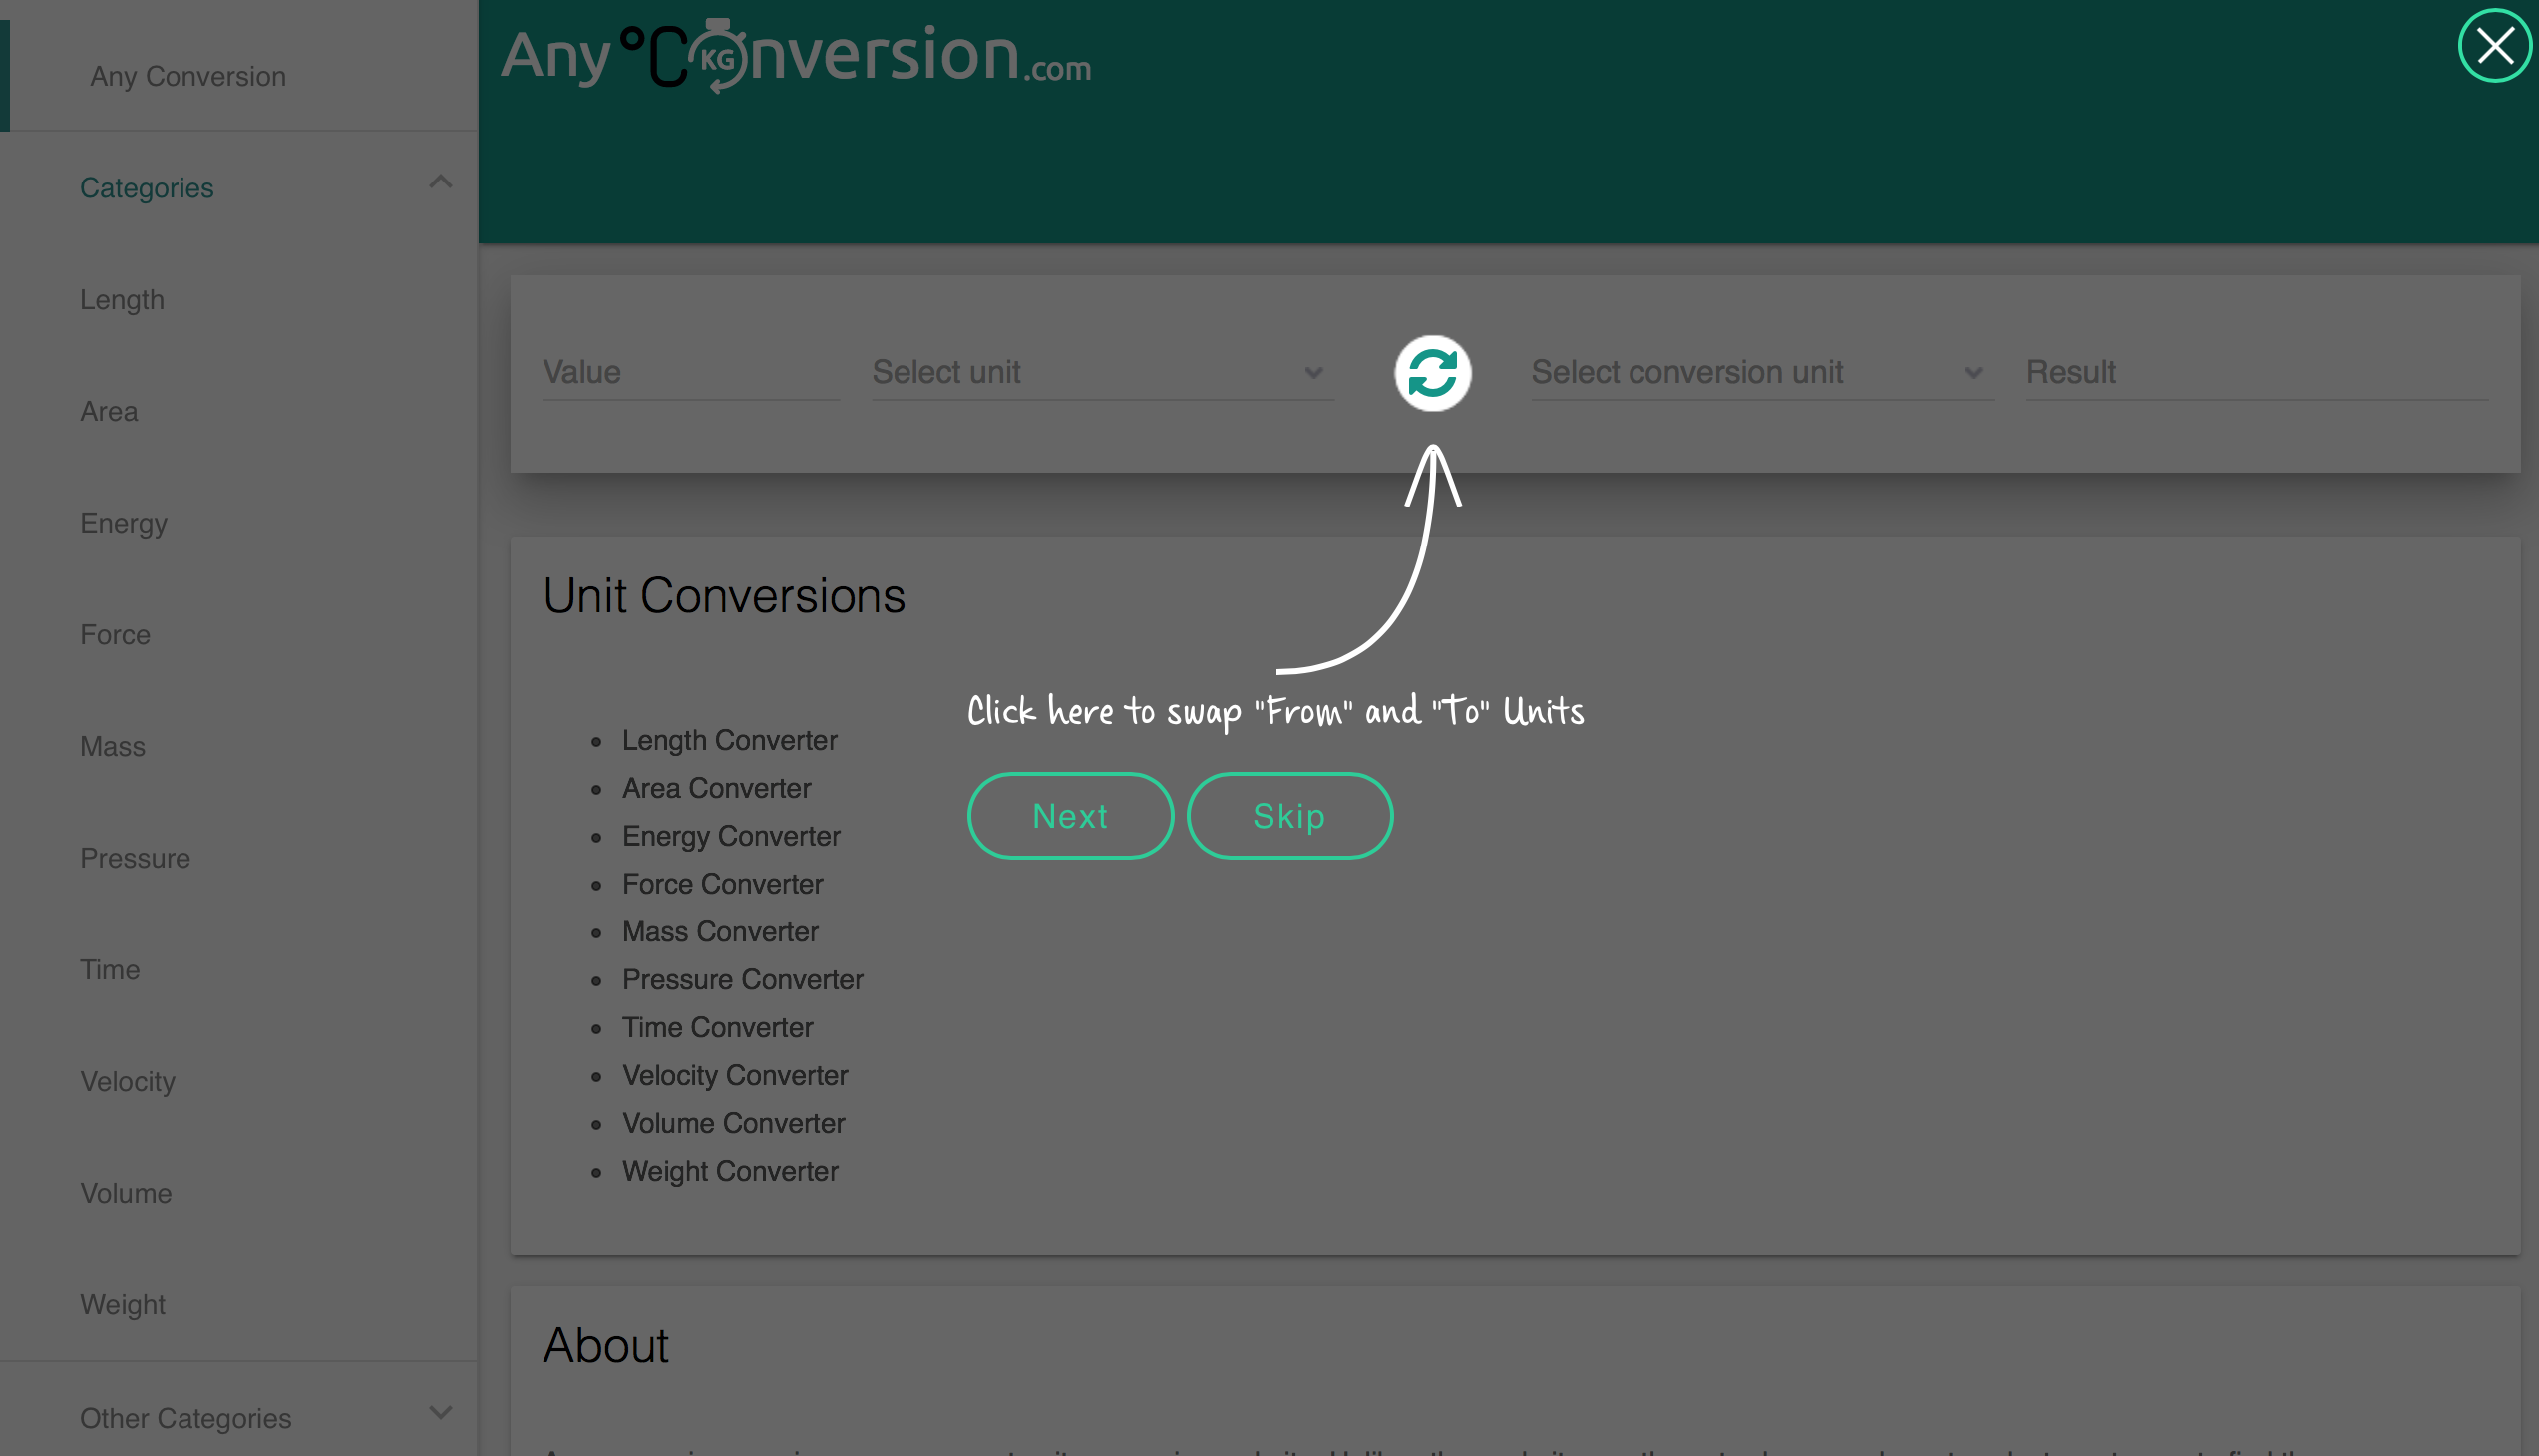 Any Conversion
Categories
Length
Area
Energy
Force
Mass
Pressure
Time
Velocity
Volume
Weight
Other Categories
Any °C KG nversion.com
Value
Select unit
Select conversion unit
Result
Click here to swap "From" and "To" Units
Next
Skip
Unit Conversions
Length Converter
Area Converter
Energy Converter
Force Converter
Mass Converter
Pressure Converter
Time Converter
Velocity Converter
Volume Converter
Weight Converter
About